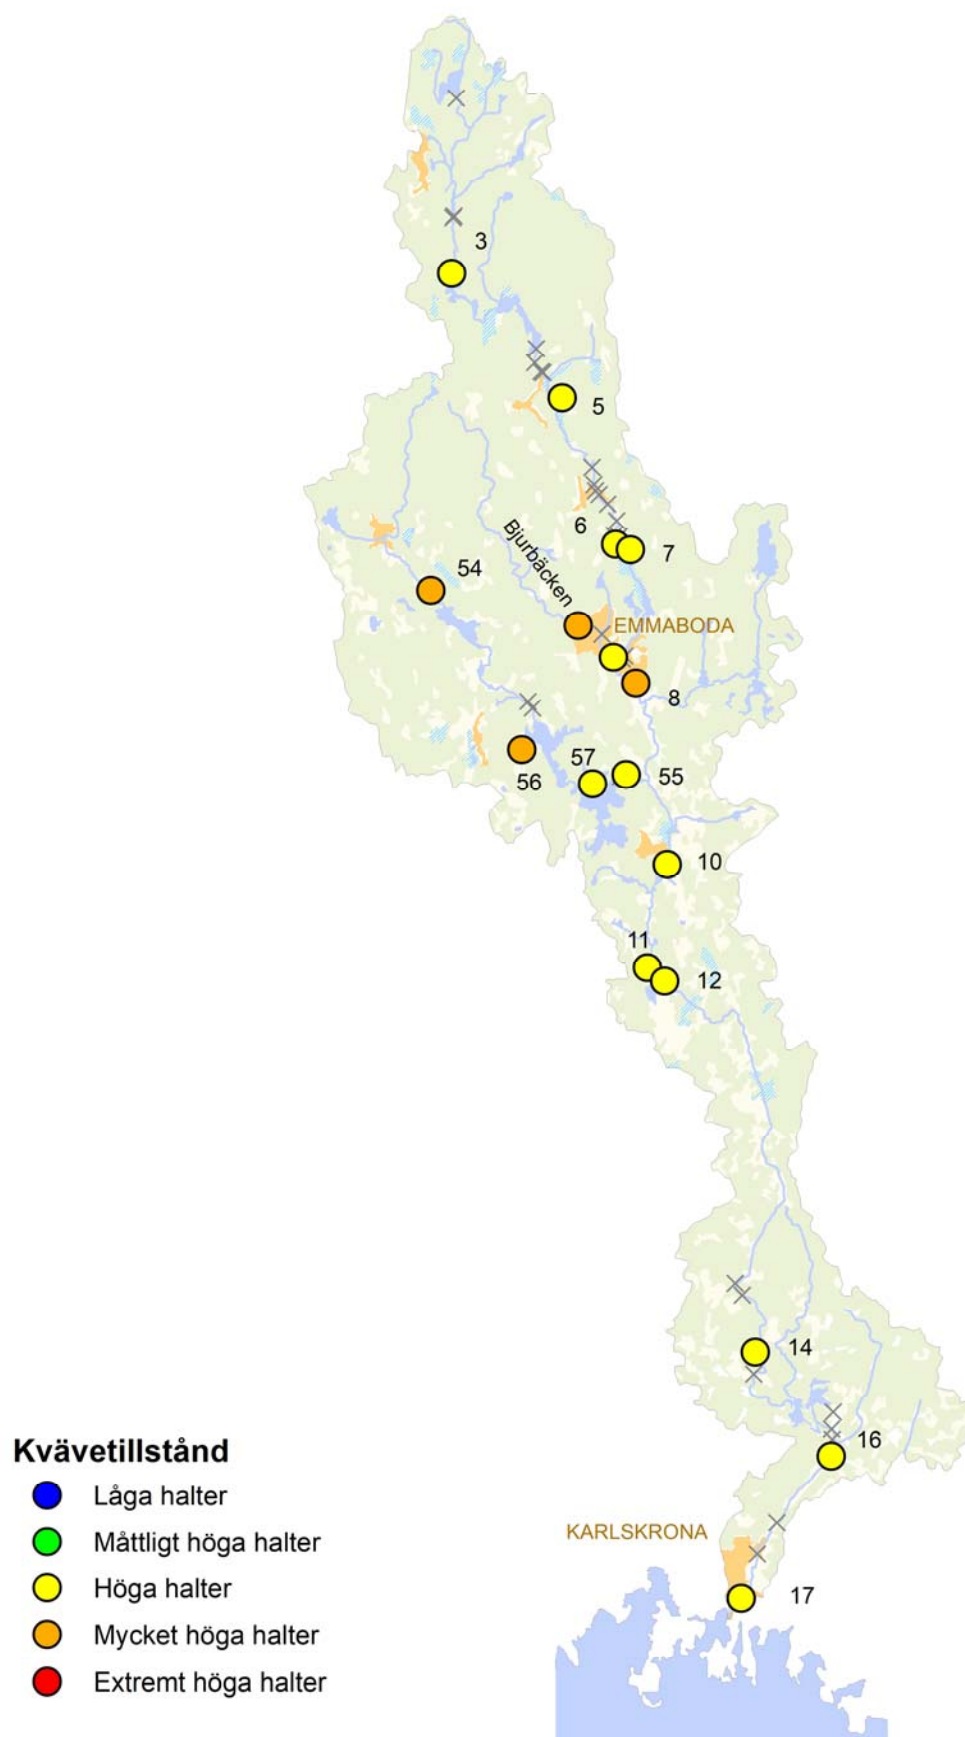 3
5
6
7
Bjurbäcken
54
EMMABODA
8
56
57
55
10
11
12
14
16
KARLSKRONA
17
Kvävetillstånd
Låga halter
Måttligt höga halter
Höga halter
Mycket höga halter
Extremt höga halter